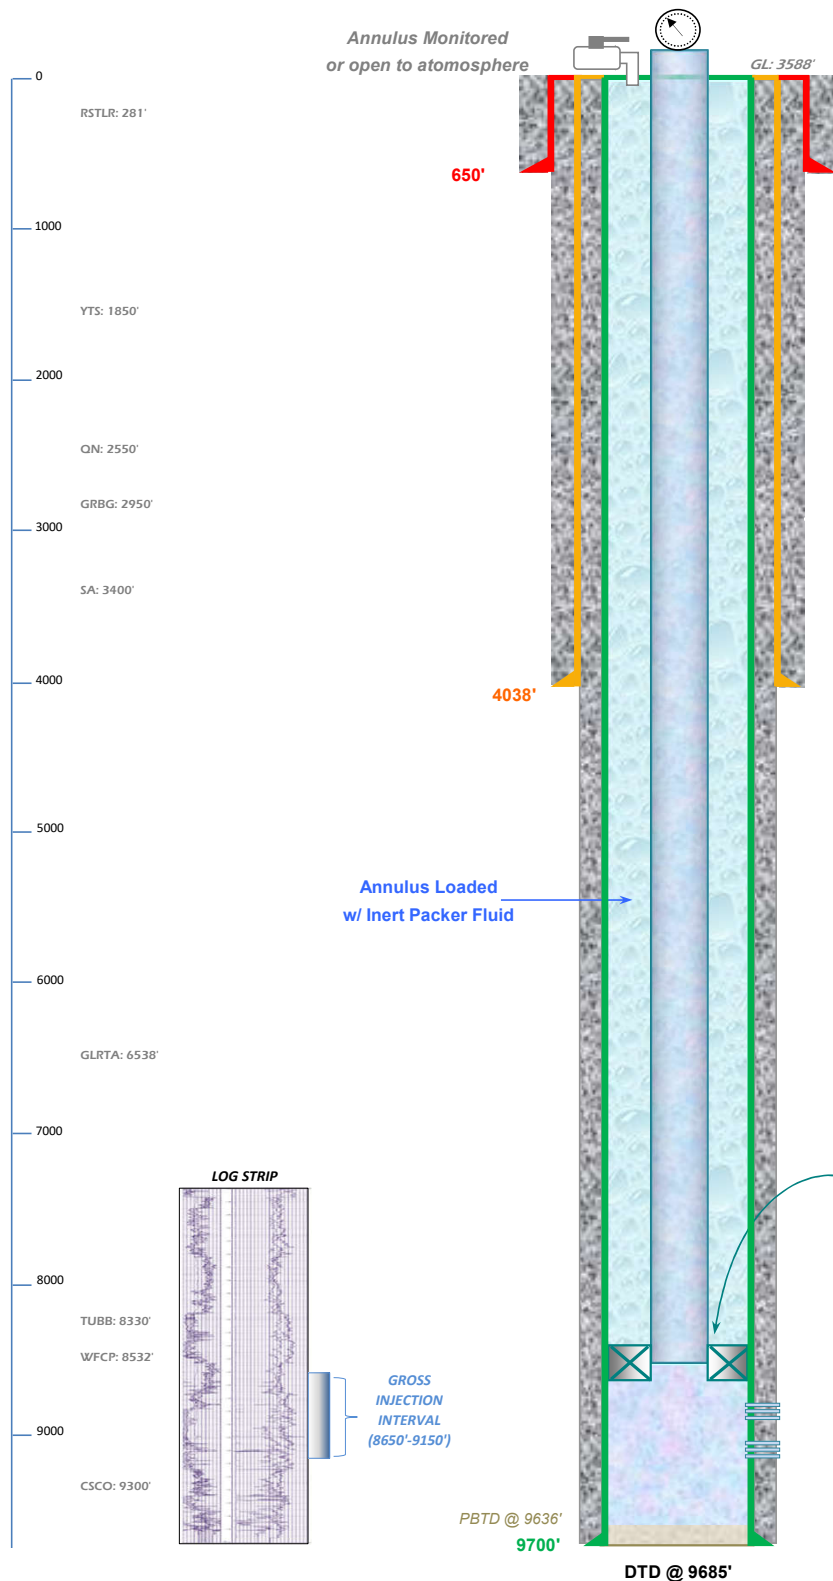 Annulus Monitored
or open to atomosphere
GL: 3588'
0
RSTLR: 281'
650'
1000
YTS: 1850'
2000
QN: 2550'
GRBG: 2950'
3000
SA: 3400'
4000
4038'
5000
Annulus Loaded
w/ Inert Packer Fluid
6000
GLRTA: 6538'
7000
LOG STRIP
8000
TUBB: 8330'
WFCP: 8532'
GROSS
INJECTION
INTERVAL
(8650'-9150')
9000
CSCO: 9300'
PBTD @ 9636'
9700'
DTD @ 9685'